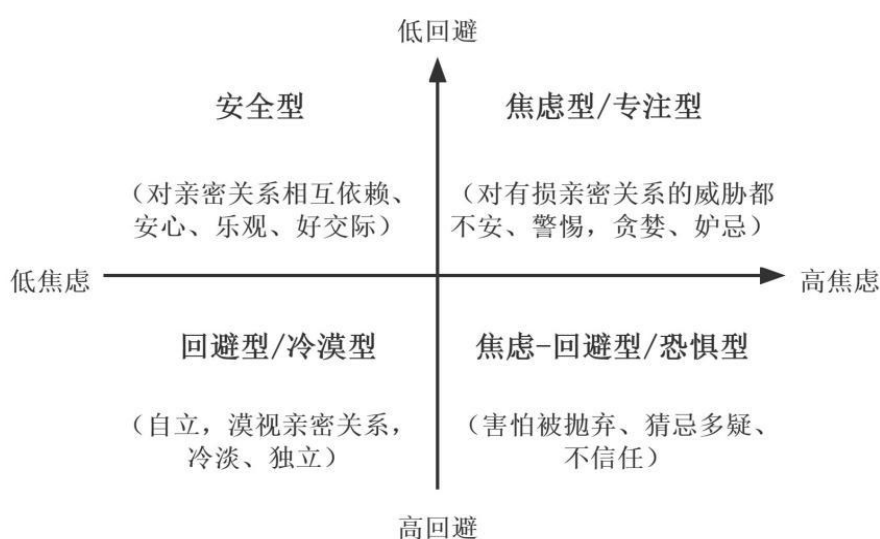 低回避
安全型
焦虑型/专注型
（对亲密关系相互依赖、
安心、乐观、好交际）
（对有损亲密关系的威胁都
不安、警惕，贪婪、妒忌）
低焦虑
高焦虑
回避型/冷漠型
焦虑-回避型/恐惧型
（自立，漠视亲密关系，
冷淡、独立）
（害怕被抛弃、猜忌多疑、
不信任）
高回避